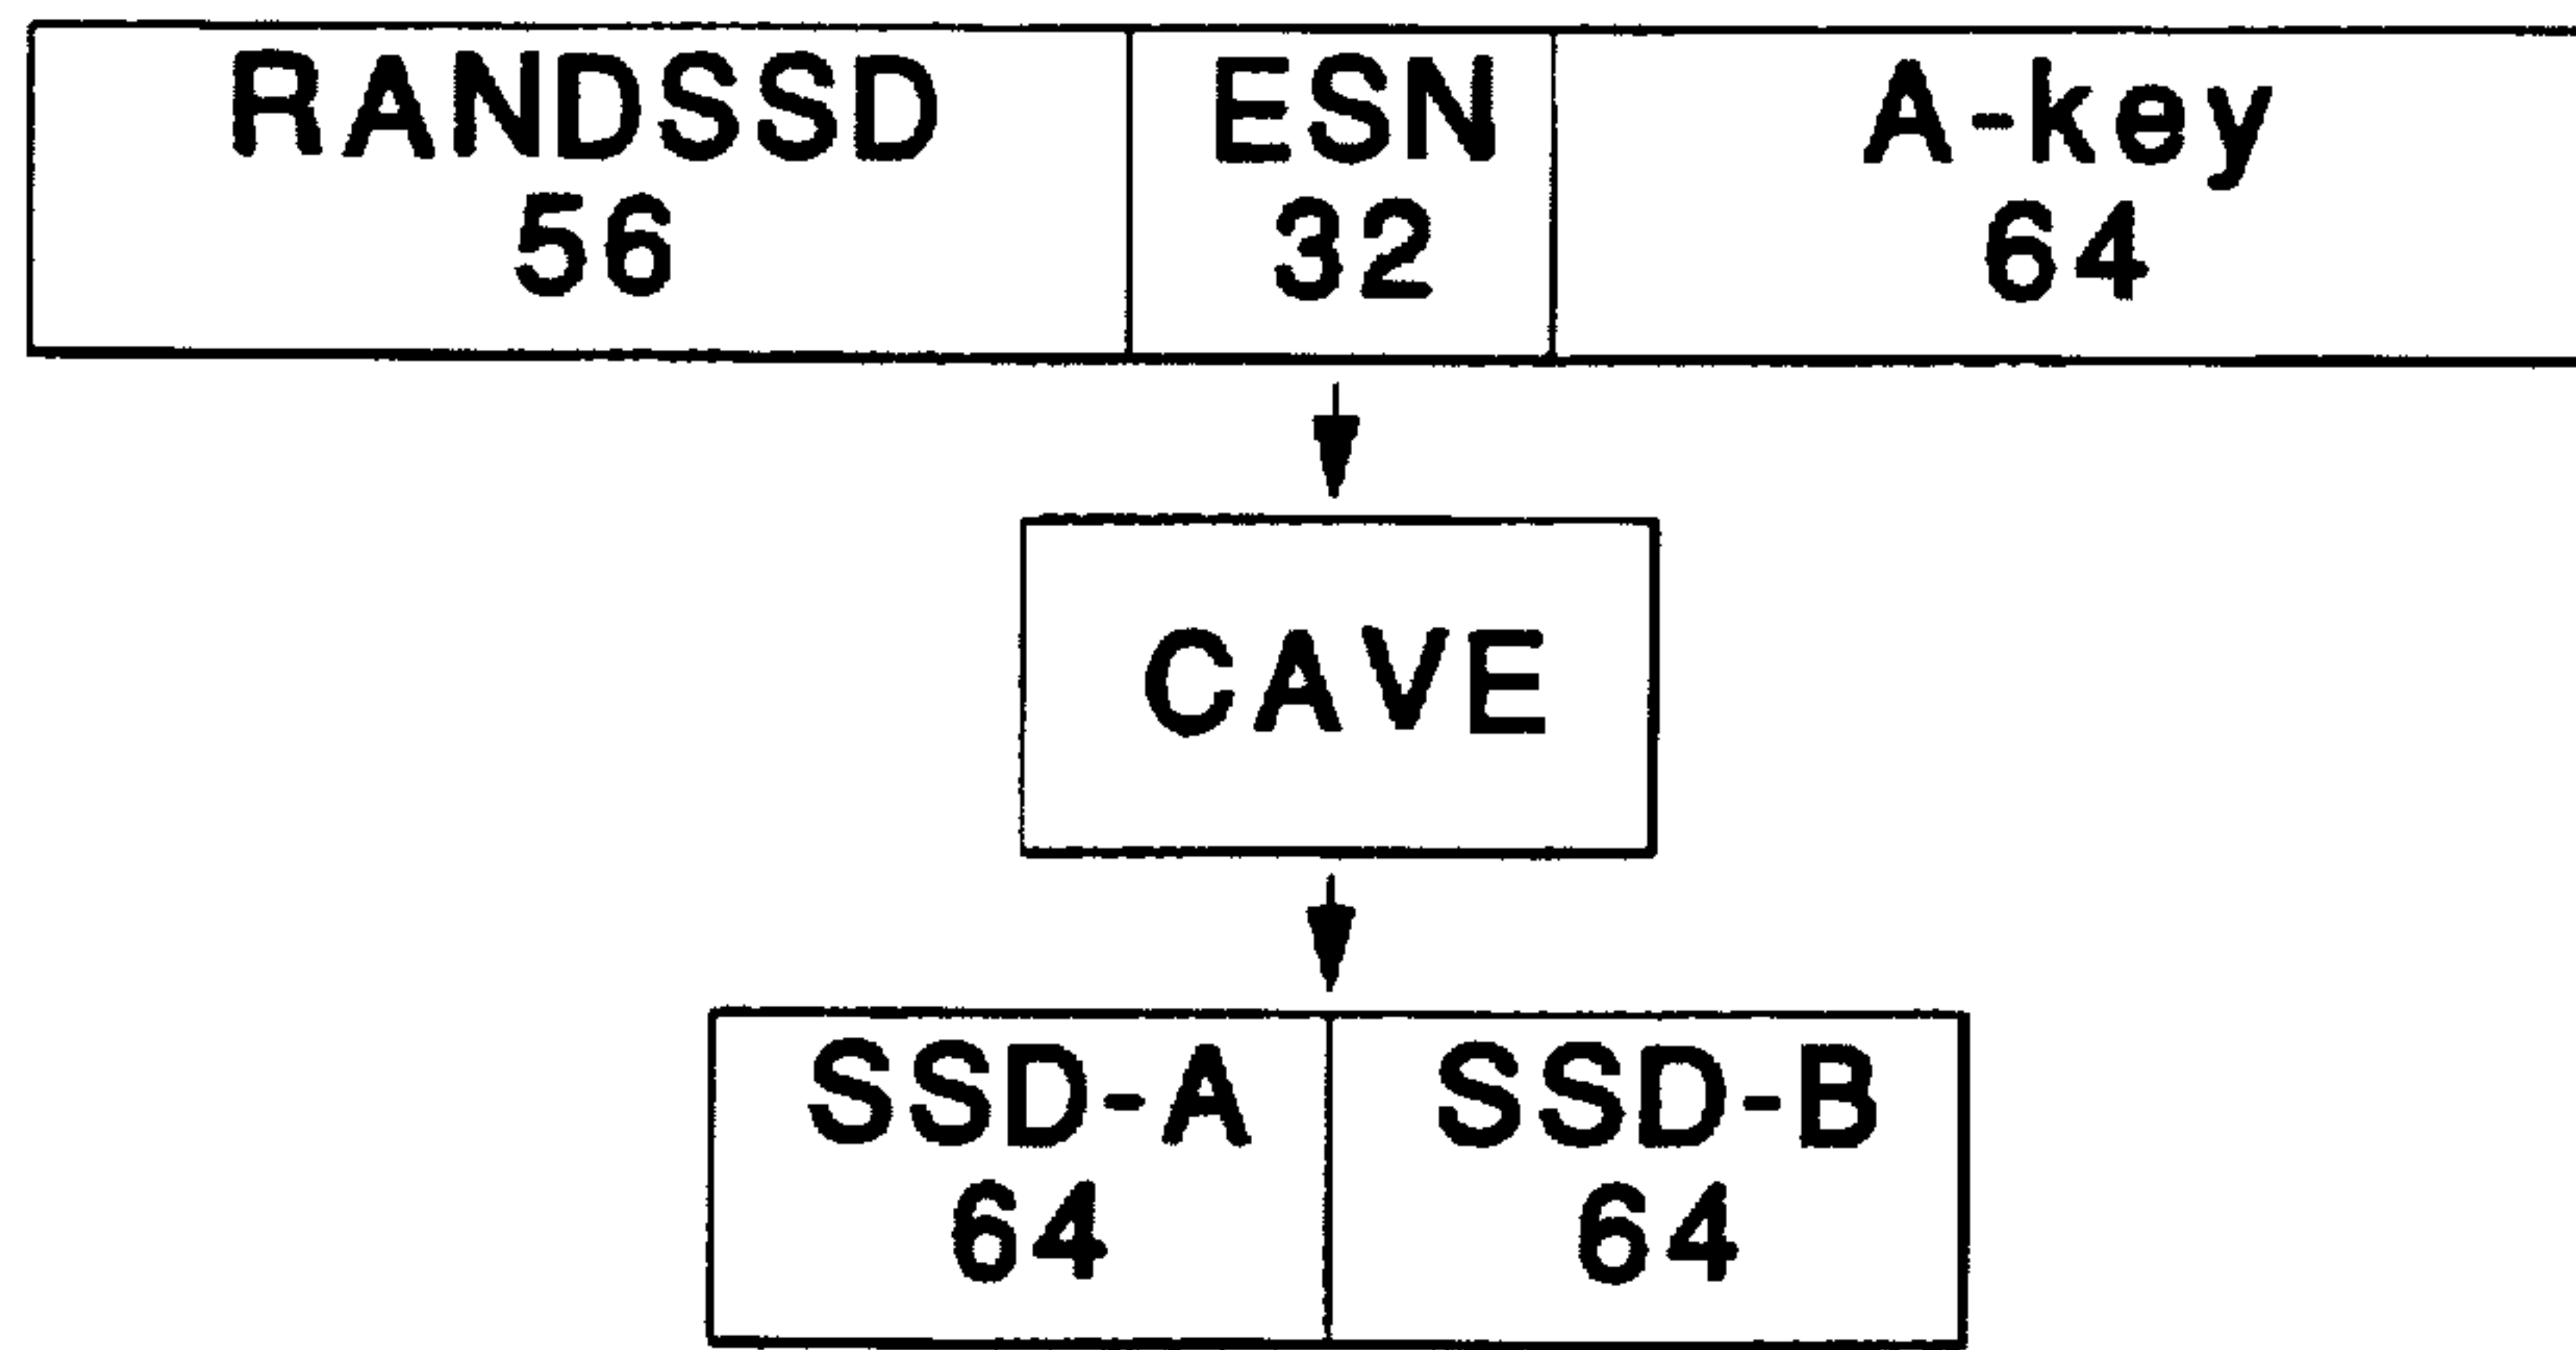 RANDSSD ESN A-key
56 32 64
CAVE
SSD-A SSD-B
64 64